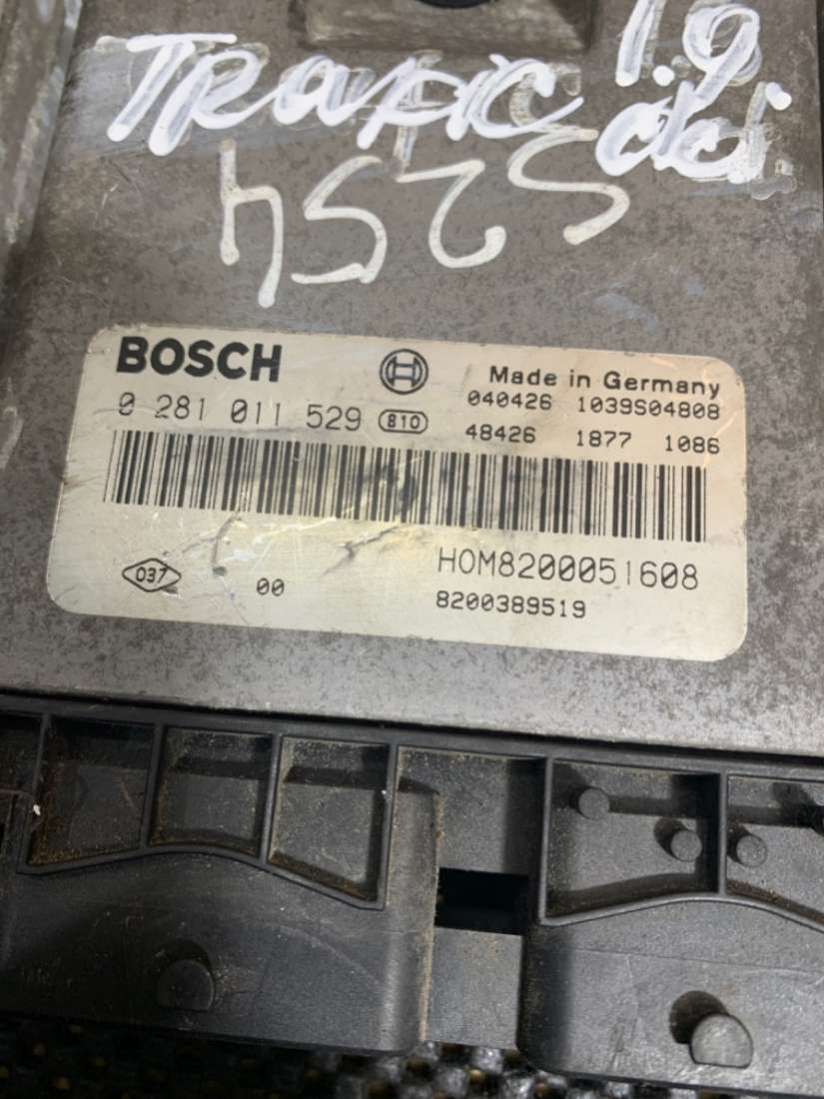 Trafic 1.9
dci
5254
BOSCH
Made in Germany
0 281 011 529 810
040426 1039S04808
48426 1877 1086
HOM8200051608
037 00
8200389519